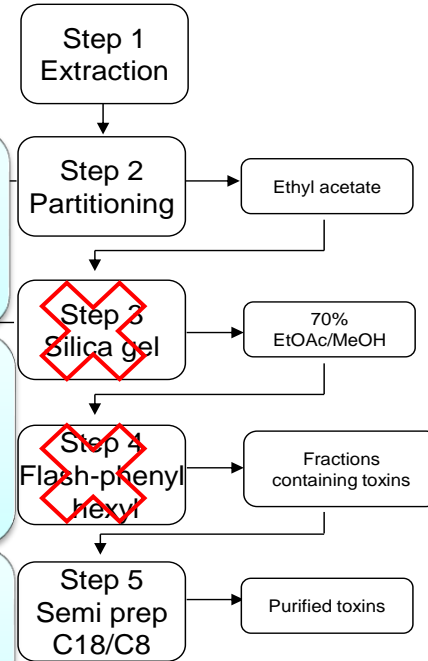 Step 1
Extraction
Step 2
Partitioning
Ethyl acetate
Step 3
Silica gel
70%
EtOAc/MeOH
Step 4
Flash-phenyl
hexyl
Fractions
containing toxins
Step 5
Semi prep
C18/C8
Purified toxins